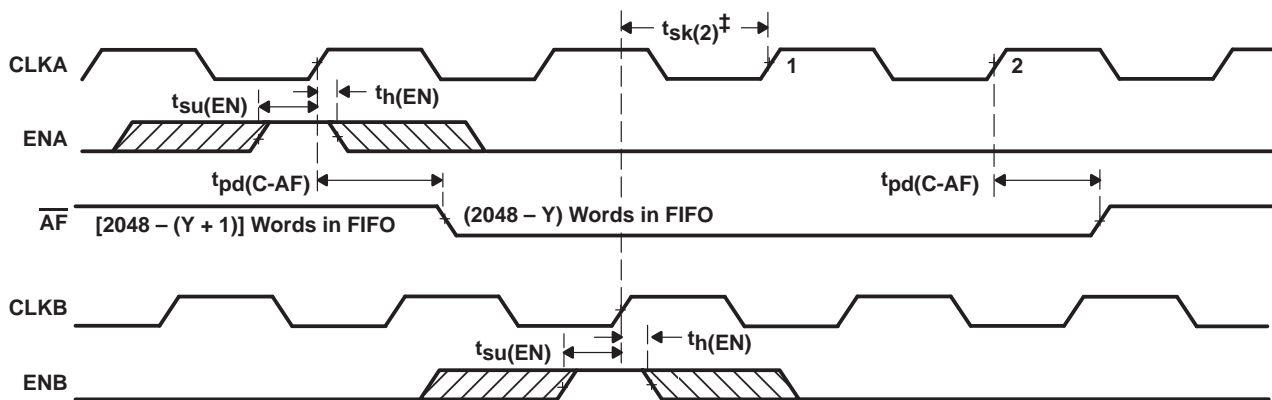 tsk(2)‡
CLKA
1
2
tsu(EN)
th(EN)
ENA
tpd(C-AF)
tpd(C-AF)
AF
[2048 – (Y + 1)] Words in FIFO
(2048 – Y) Words in FIFO
CLKB
tsu(EN)
th(EN)
ENB